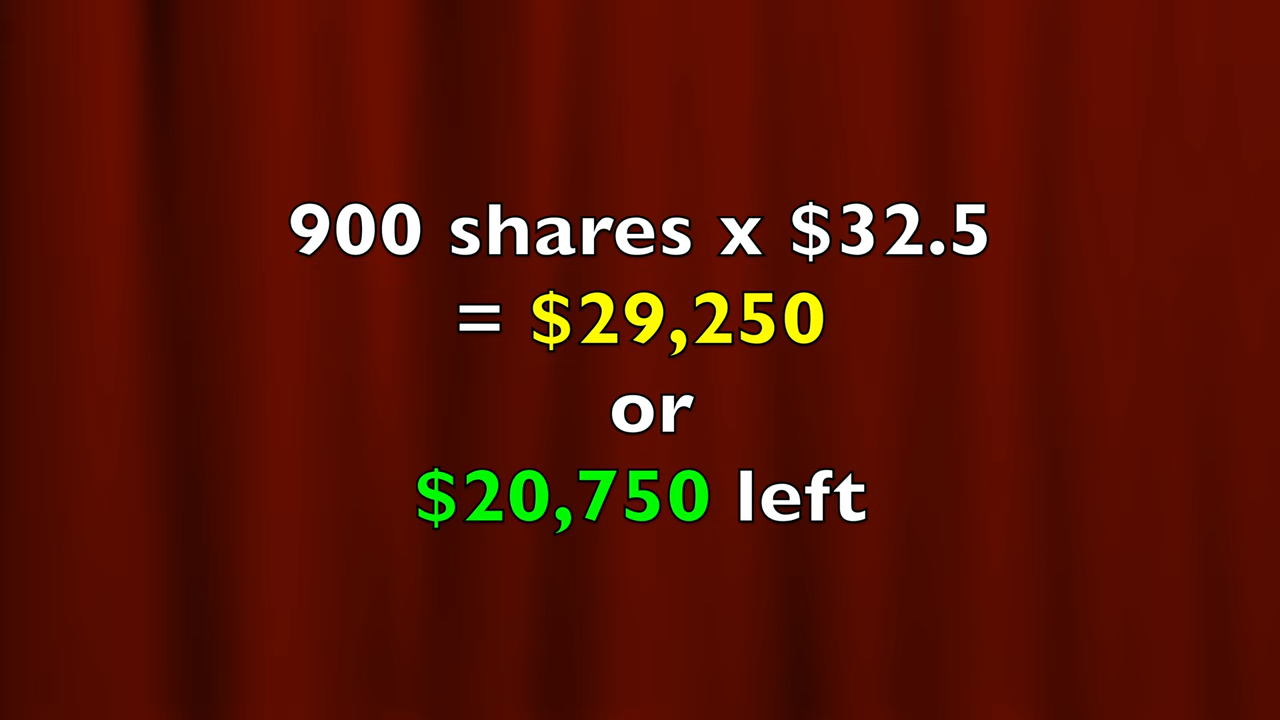 900 shares x $32.5
= $29,250
or
$20,750 left